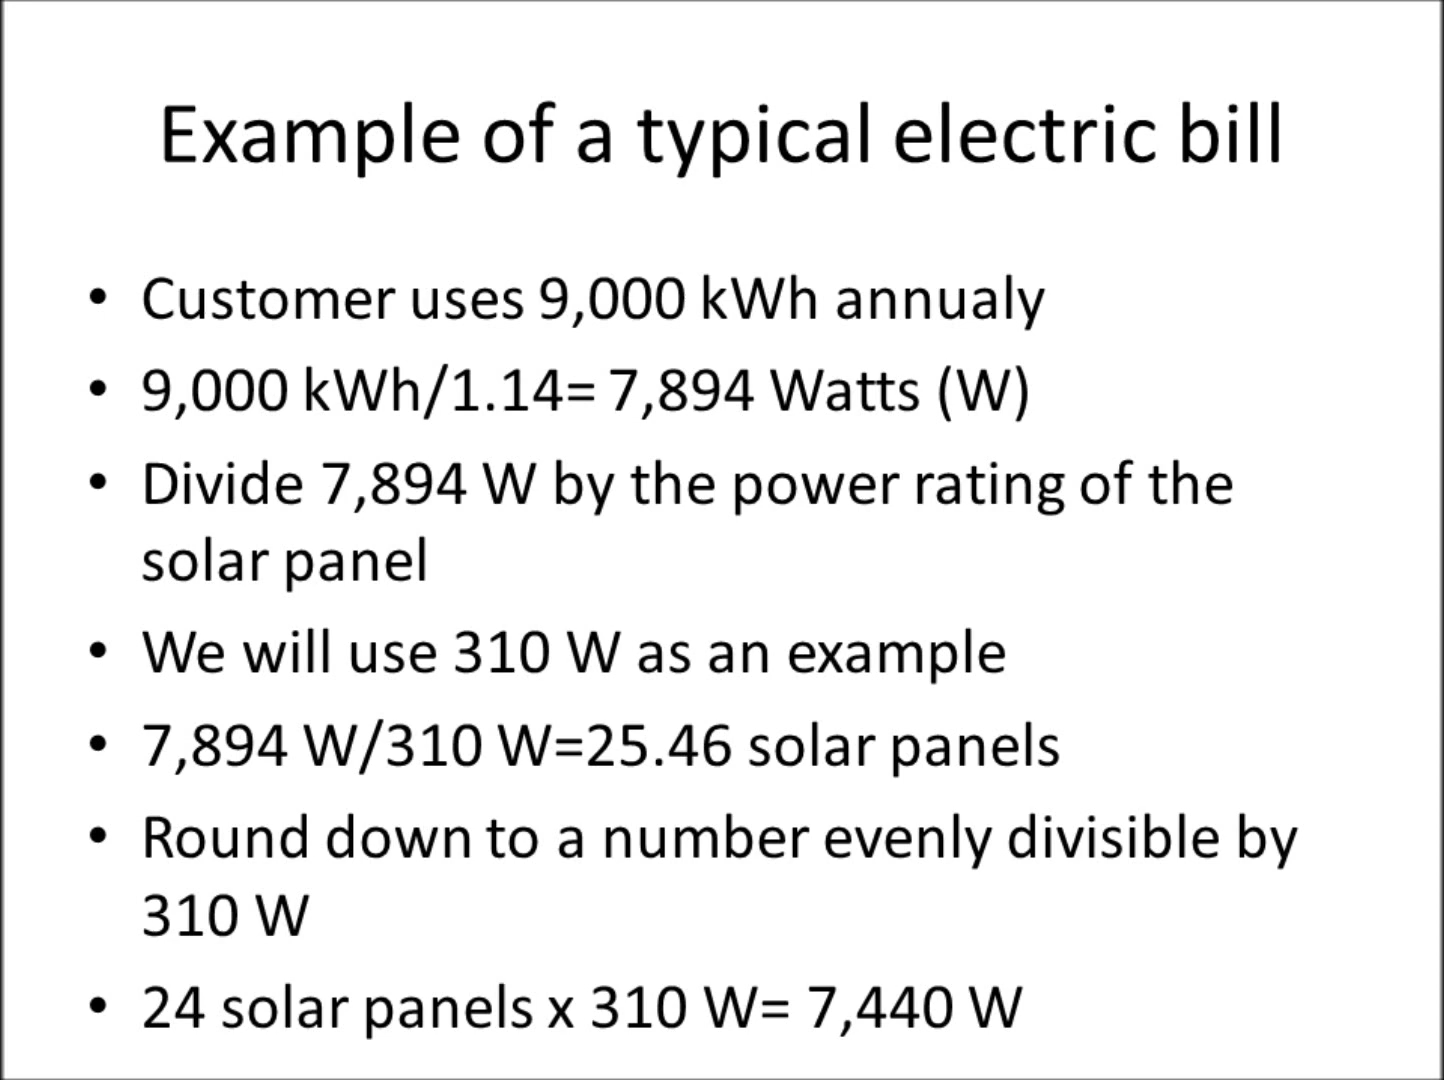 Example of a typical electric bill
• Customer uses 9,000 kWh annualy
• 9,000 kWh/1.14= 7,894 Watts (W)
• Divide 7,894 W by the power rating of the
solar panel
• We will use 310 W as an example
• 7,894 W/310 W=25.46 solar panels
• Round down to a number evenly divisible by
310 W
• 24 solar panels x 310 W= 7,440 W